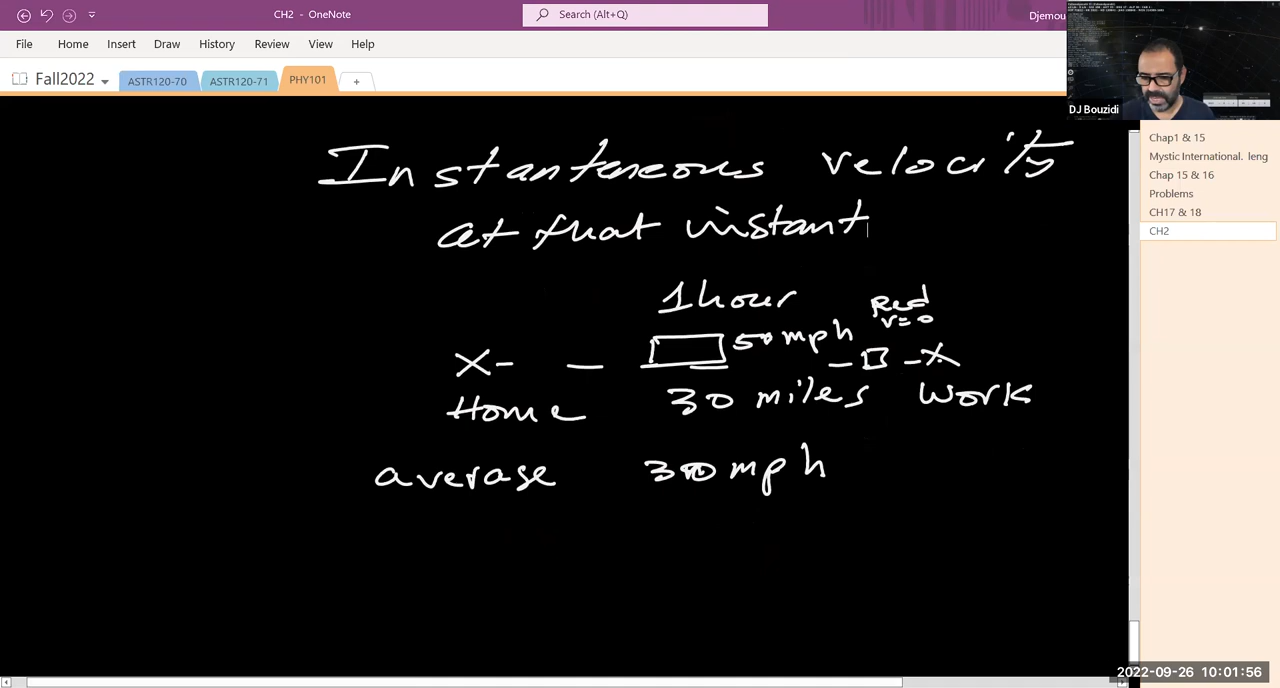 CH2 - OneNote
Search (Alt+Q)
Djemou
File Home Insert Draw History Review View Help
Fall2022 ASTR120-70 ASTR120-71 PHY101
DJ Bouzidi
Chap1 & 15
Mystic International. leng
Chap 15 & 16
Problems
CH17 & 18
CH2
Instantaneous velocity
at that instant
1 hour Red
50 mph v=0
X X
Home 30 miles work
average 30 mph
2022-09-26 10:01:56